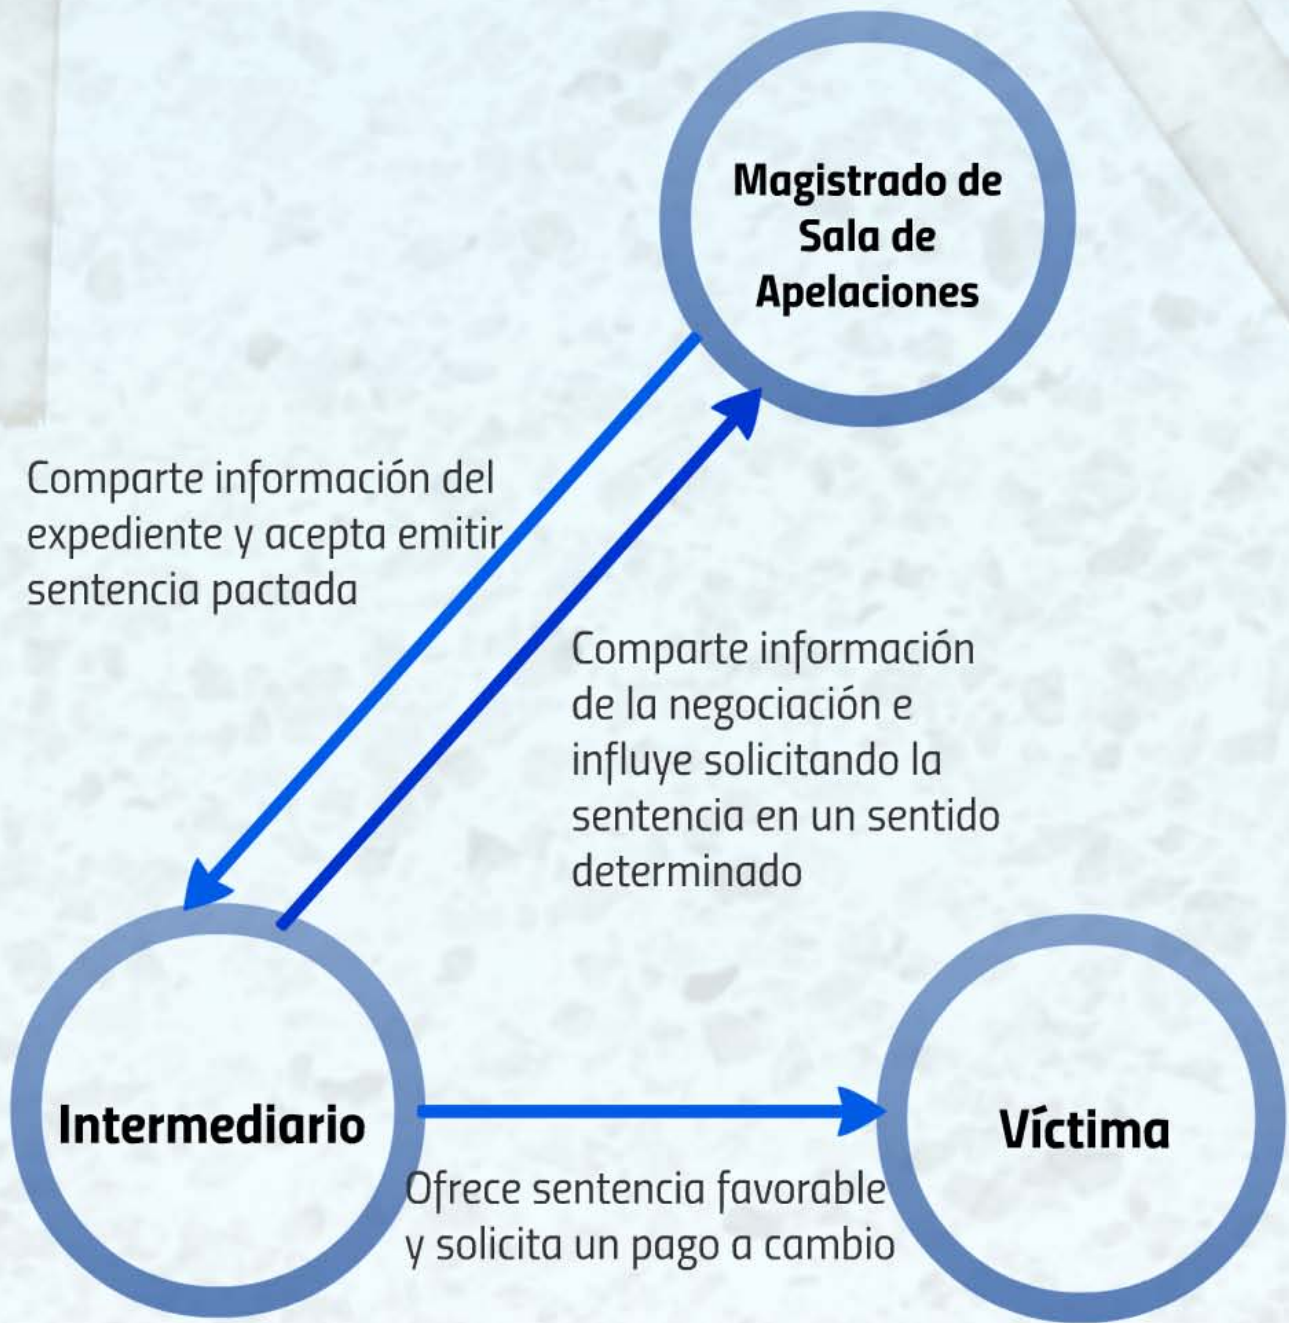 Magistrado de
Sala de
Apelaciones
Comparte información del
expediente y acepta emitir
sentencia pactada
Comparte información
de la negociación e
influye solicitando la
sentencia en un sentido
determinado
Intermediario
Víctima
Ofrece sentencia favorable
y solicita un pago a cambio